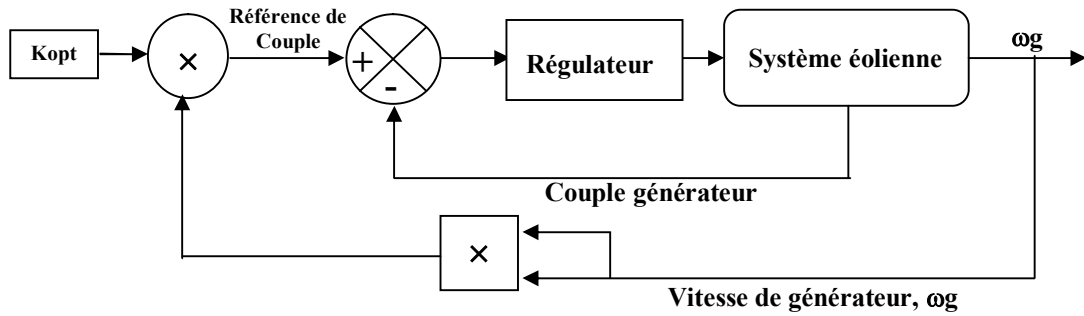 Kopt
×
Référence de
Couple
+
-
Régulateur
Système éolienne
ωg
Couple générateur
×
Vitesse de générateur, ωg